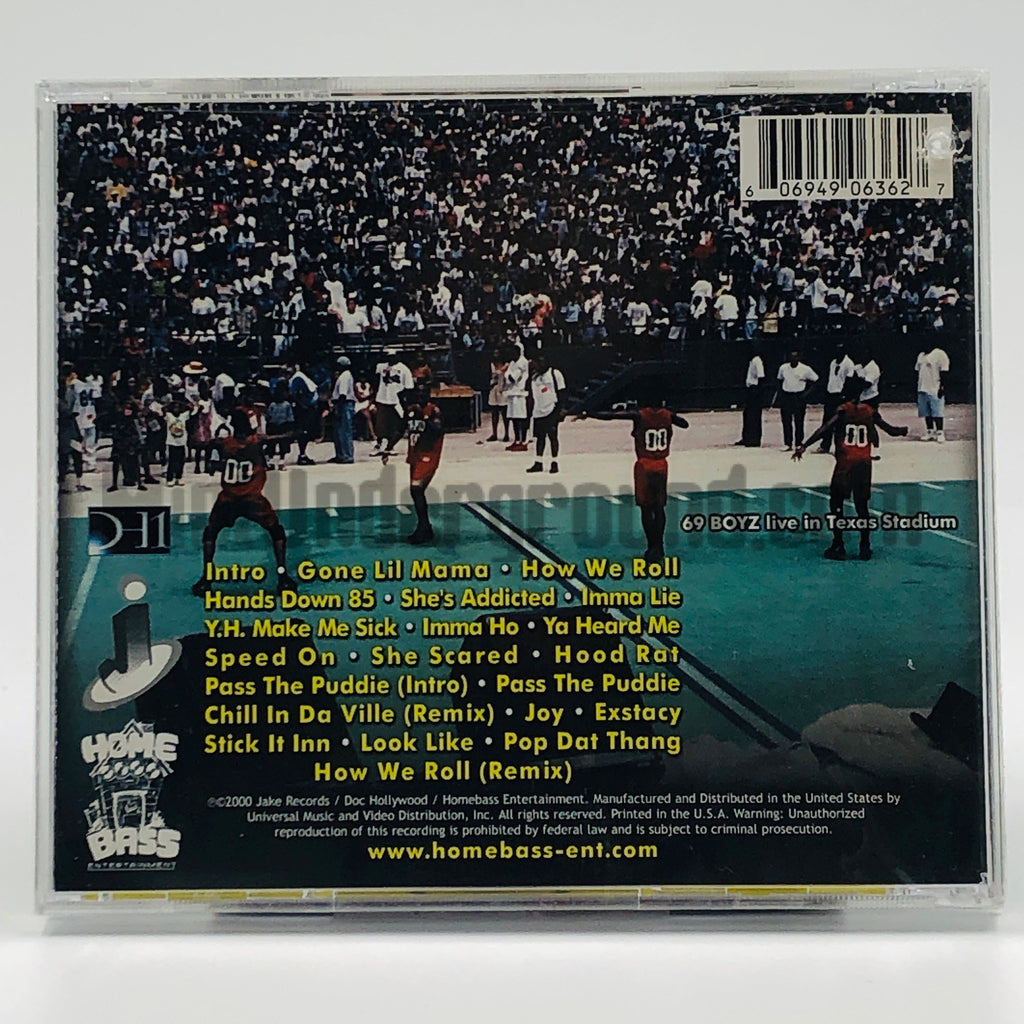 6 06949 06362 7
00
69 BOYZ live in Texas Stadium
MindUnderground.com
DH1
J
Intro • Gone Lil Mama • How We Roll
Hands Down 85 • She's Addicted • Imma Lie
Y.H. Make Me Sick • Imma Ho • Ya Heard Me
Speed On • She Scared • Hood Rat
Pass The Puddie (Intro) • Pass The Puddie
Chill In Da Ville (Remix) • Joy • Exstacy
Stick It Inn • Look Like • Pop Dat Thang
How We Roll (Remix)
HOME
BASS
ENTERTAINMENT
℗©2000 Jake Records / Doc Hollywood / Homebass Entertainment. Manufactured and Distributed in the United States by
Universal Music and Video Distribution, Inc. All rights reserved. Printed in the U.S.A. Warning: Unauthorized
reproduction of this recording is prohibited by federal law and is subject to criminal prosecution.
www.homebass-ent.com